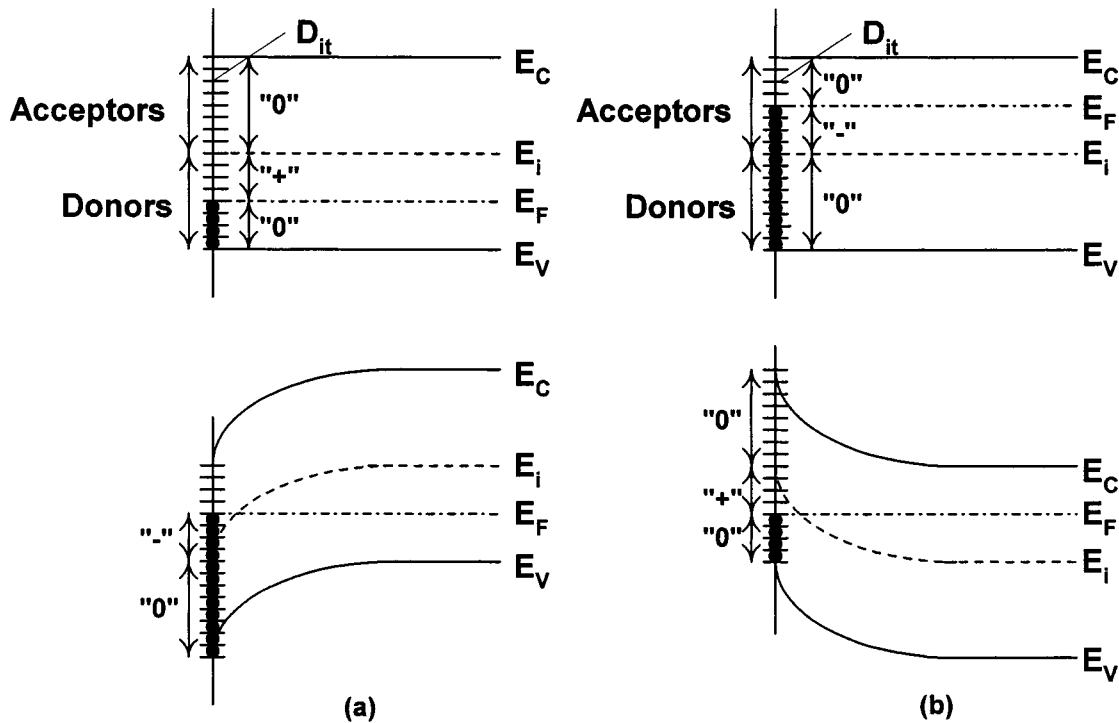 D_it
E_C
Acceptors
"0"
E_i
"+"
Donors
E_F
"0"
E_V
D_it
E_C
"0"
Acceptors
E_F
"-"
E_i
Donors
"0"
E_V
E_C
E_i
E_F
"-"
E_V
"0"
(a)
"0"
E_C
"+"
E_F
"0"
E_i
E_V
(b)